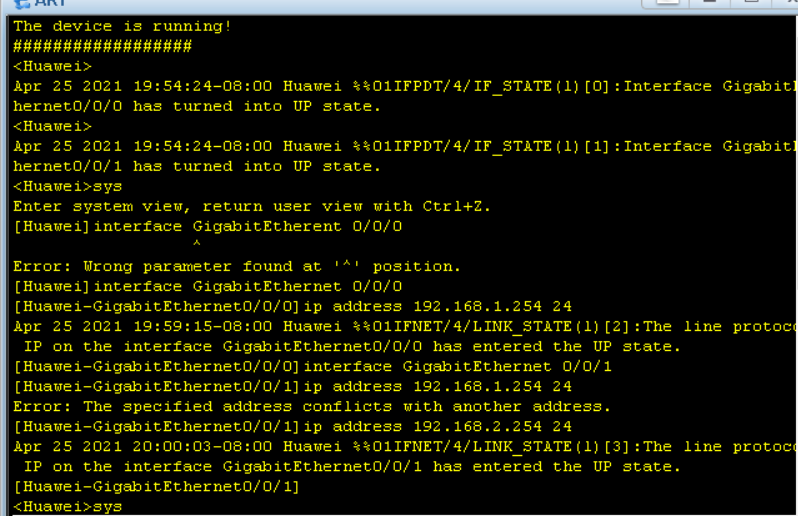 The device is running!
##################
<Huawei>
Apr 25 2021 19:54:24-08:00 Huawei %%01IFPDT/4/IF_STATE(l)[0]:Interface Gigabit
hernet0/0/0 has turned into UP state.
<Huawei>
Apr 25 2021 19:54:24-08:00 Huawei %%01IFPDT/4/IF_STATE(l)[1]:Interface Gigabit
hernet0/0/1 has turned into UP state.
<Huawei>sys
Enter system view, return user view with Ctrl+Z.
[Huawei]interface GigabitEtherent 0/0/0
^
Error: Wrong parameter found at '^' position.
[Huawei]interface GigabitEthernet 0/0/0
[Huawei-GigabitEthernet0/0/0]ip address 192.168.1.254 24
Apr 25 2021 19:59:15-08:00 Huawei %%01IFNET/4/LINK_STATE(l)[2]:The line protoco
IP on the interface GigabitEthernet0/0/0 has entered the UP state.
[Huawei-GigabitEthernet0/0/0]interface GigabitEthernet 0/0/1
[Huawei-GigabitEthernet0/0/1]ip address 192.168.1.254 24
Error: The specified address conflicts with another address.
[Huawei-GigabitEthernet0/0/1]ip address 192.168.2.254 24
Apr 25 2021 20:00:03-08:00 Huawei %%01IFNET/4/LINK_STATE(l)[3]:The line protoco
IP on the interface GigabitEthernet0/0/1 has entered the UP state.
[Huawei-GigabitEthernet0/0/1]
<Huawei>sys